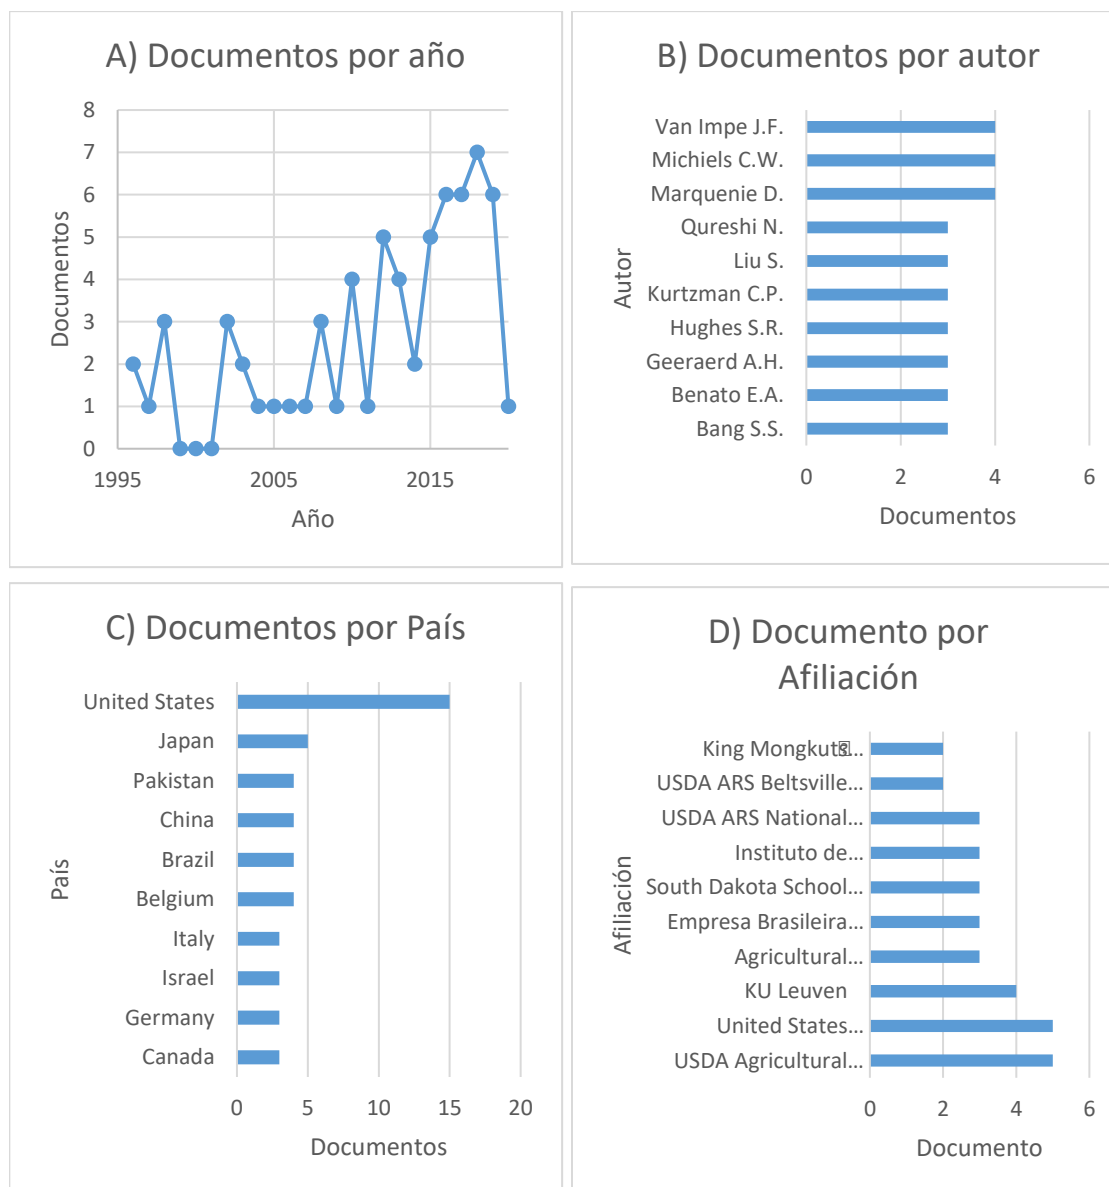 A) Documentos por año
8
7
6
5
4
3
2
1
0
Documentos
1995
2005
2015
Año
B) Documentos por autor
Autor
Van Impe J.F.
Michiels C.W.
Marquenie D.
Qureshi N.
Liu S.
Kurtzman C.P.
Hughes S.R.
Geeraerd A.H.
Benato E.A.
Bang S.S.
0
2
4
6
Documentos
C) Documentos por País
País
United States
Japan
Pakistan
China
Brazil
Belgium
Italy
Israel
Germany
Canada
0
5
10
15
20
Documentos
D) Documento por
Afiliación
Afiliación
King Mongkuts...
USDA ARS Beltsville...
USDA ARS National...
Instituto de...
South Dakota School...
Empresa Brasileira...
Agricultural...
KU Leuven
United States...
USDA Agricultural...
0
2
4
6
Documento